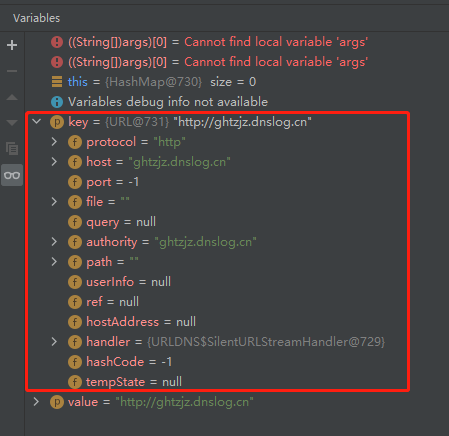 Variables
((String[])args)[0] = Cannot find local variable 'args'
((String[])args)[0] = Cannot find local variable 'args'
this = {HashMap@730} size = 0
Variables debug info not available
key = {URL@731} "http://ghtzjz.dnslog.cn"
protocol = "http"
host = "ghtzjz.dnslog.cn"
port = -1
file = ""
query = null
authority = "ghtzjz.dnslog.cn"
path = ""
userInfo = null
ref = null
hostAddress = null
handler = {URLDNS$SilentURLStreamHandler@729}
hashCode = -1
tempState = null
value = "http://ghtzjz.dnslog.cn"